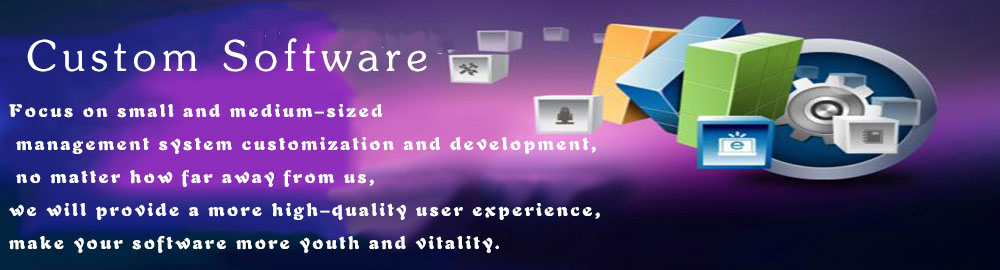 Custom Software
Focus on small and medium-sized
management system customization and development,
no matter how far away from us,
we will provide a more high-quality user experience,
make your software more youth and vitality.
e